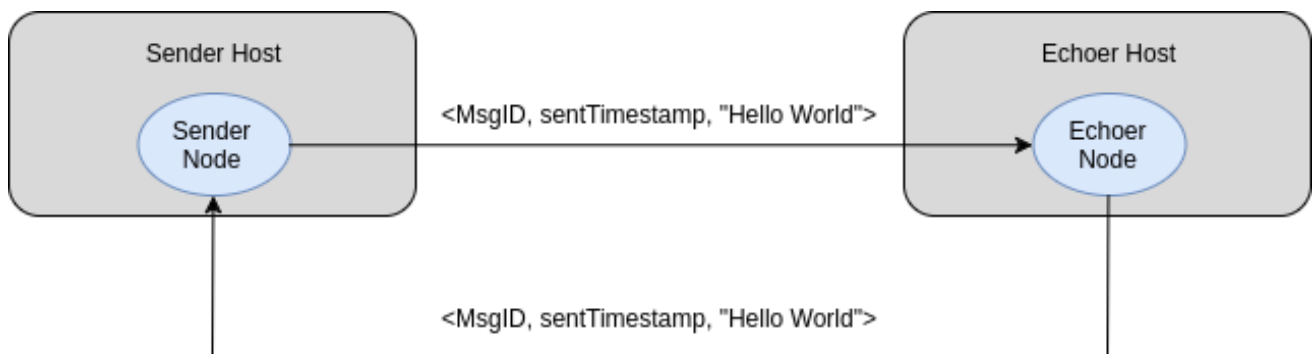 Sender Host
Echoer Host
<MsgID, sentTimestamp, "Hello World">
Sender
Node
Echoer
Node
<MsgID, sentTimestamp, "Hello World">